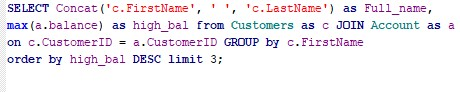 SELECT Concat('c.FirstName', ' ', 'c.LastName') as Full_name,
max(a.balance) as high_bal from Customers as c JOIN Account as a
on c.CustomerID = a.CustomerID GROUP by c.FirstName
order by high_bal DESC limit 3;